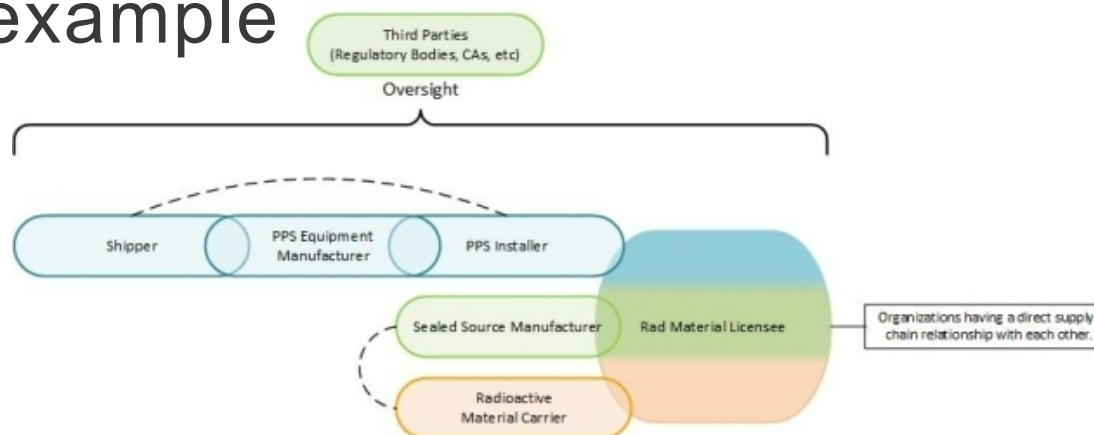 example
Third Parties
(Regulatory Bodies, CAs, etc)
Oversight
Shipper
PPS Equipment
Manufacturer
PPS Installer
Sealed Source Manufacturer
Rad Material Licensee
Organizations having a direct supply
chain relationship with each other.
Radioactive
Material Carrier